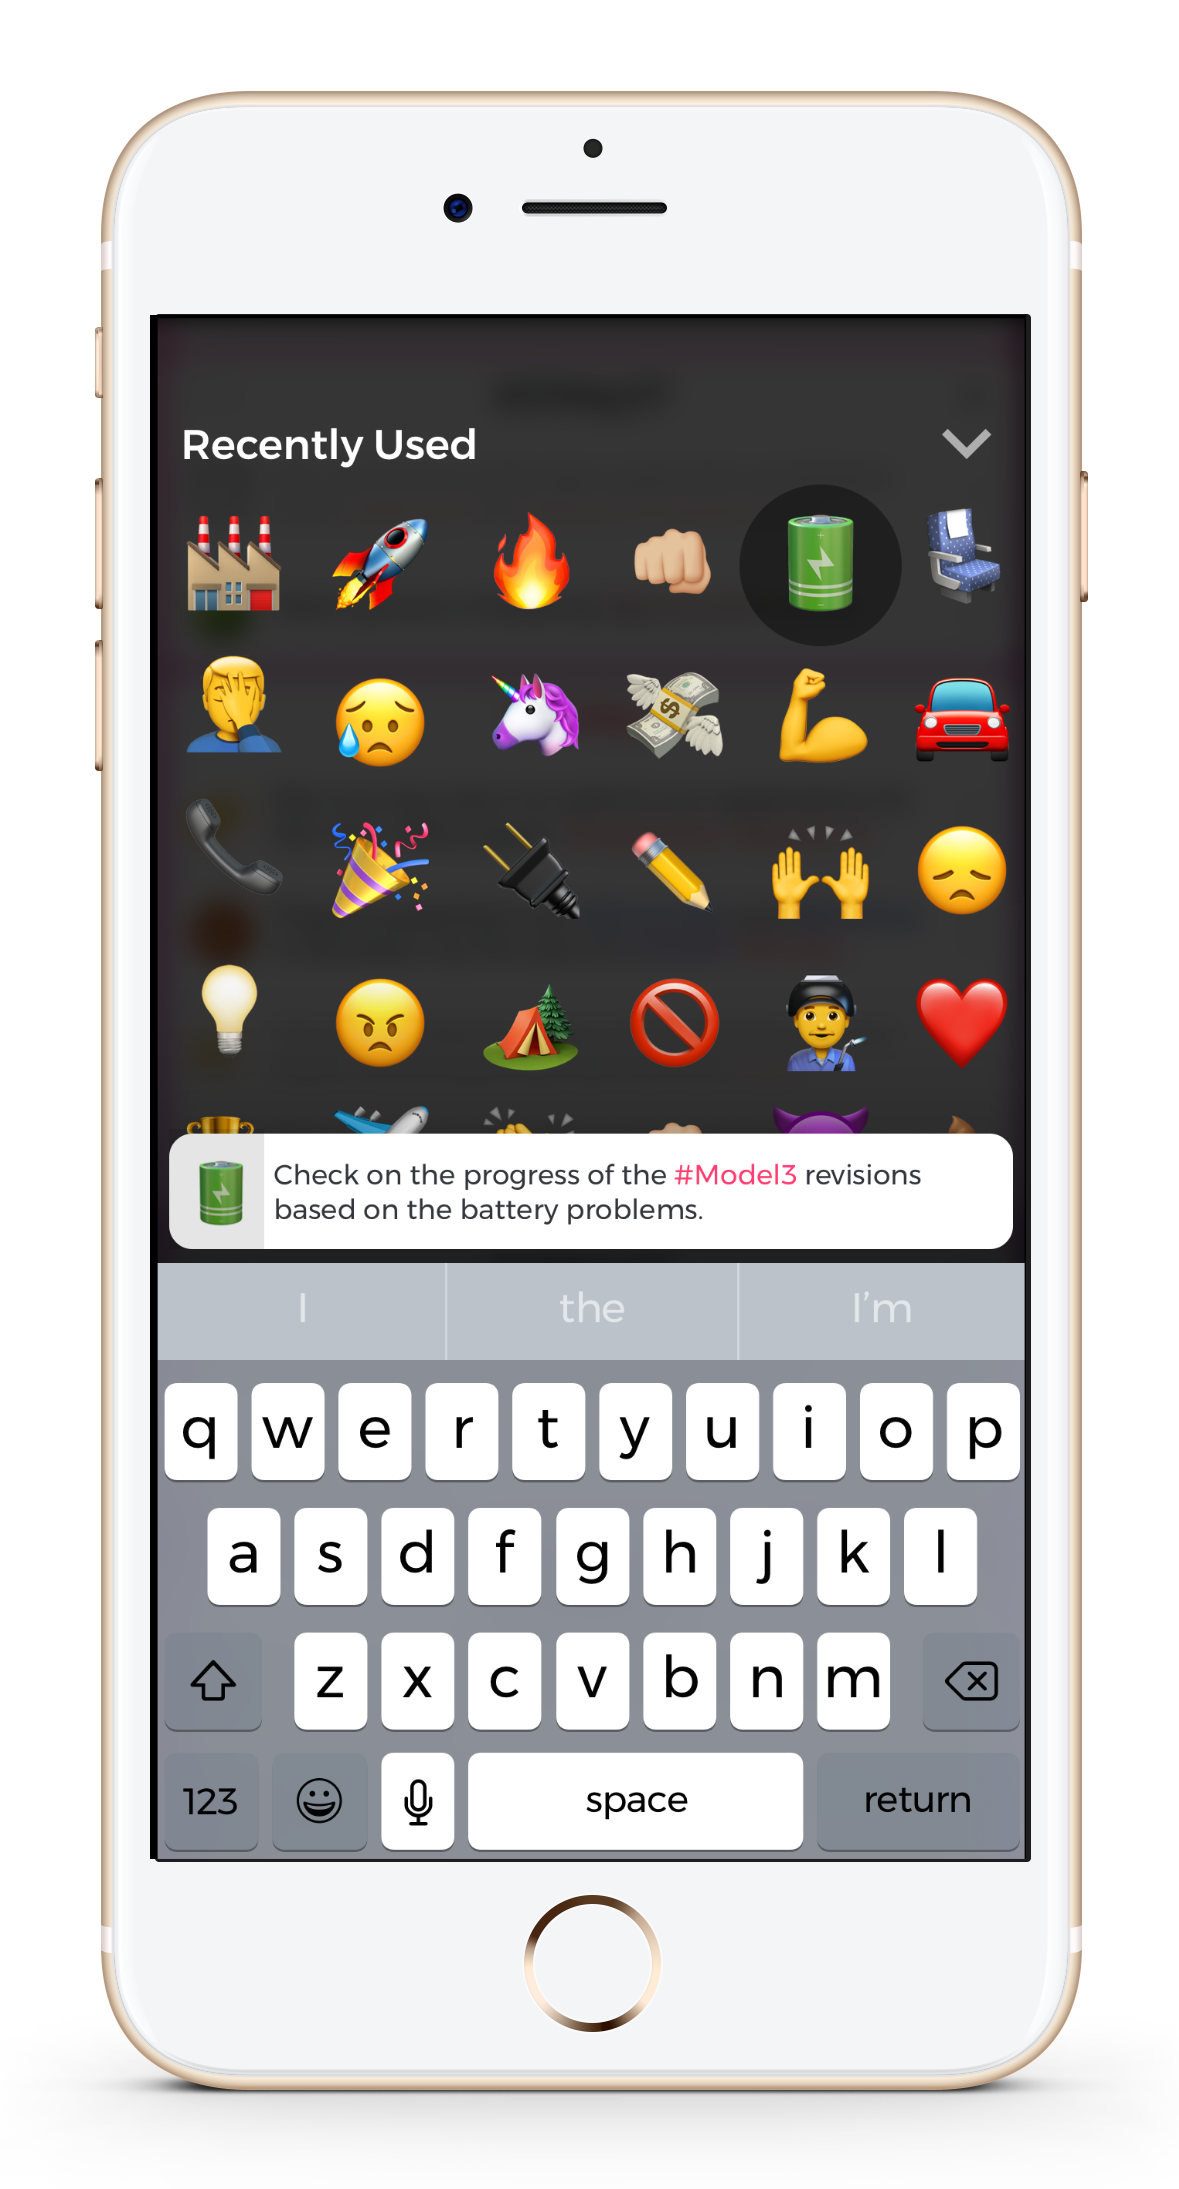 Recently Used
Check on the progress of the #Model3 revisions
based on the battery problems.
I the I'm
q w e r t y u i o p
a s d f g h j k l
z x c v b n m
123 space return